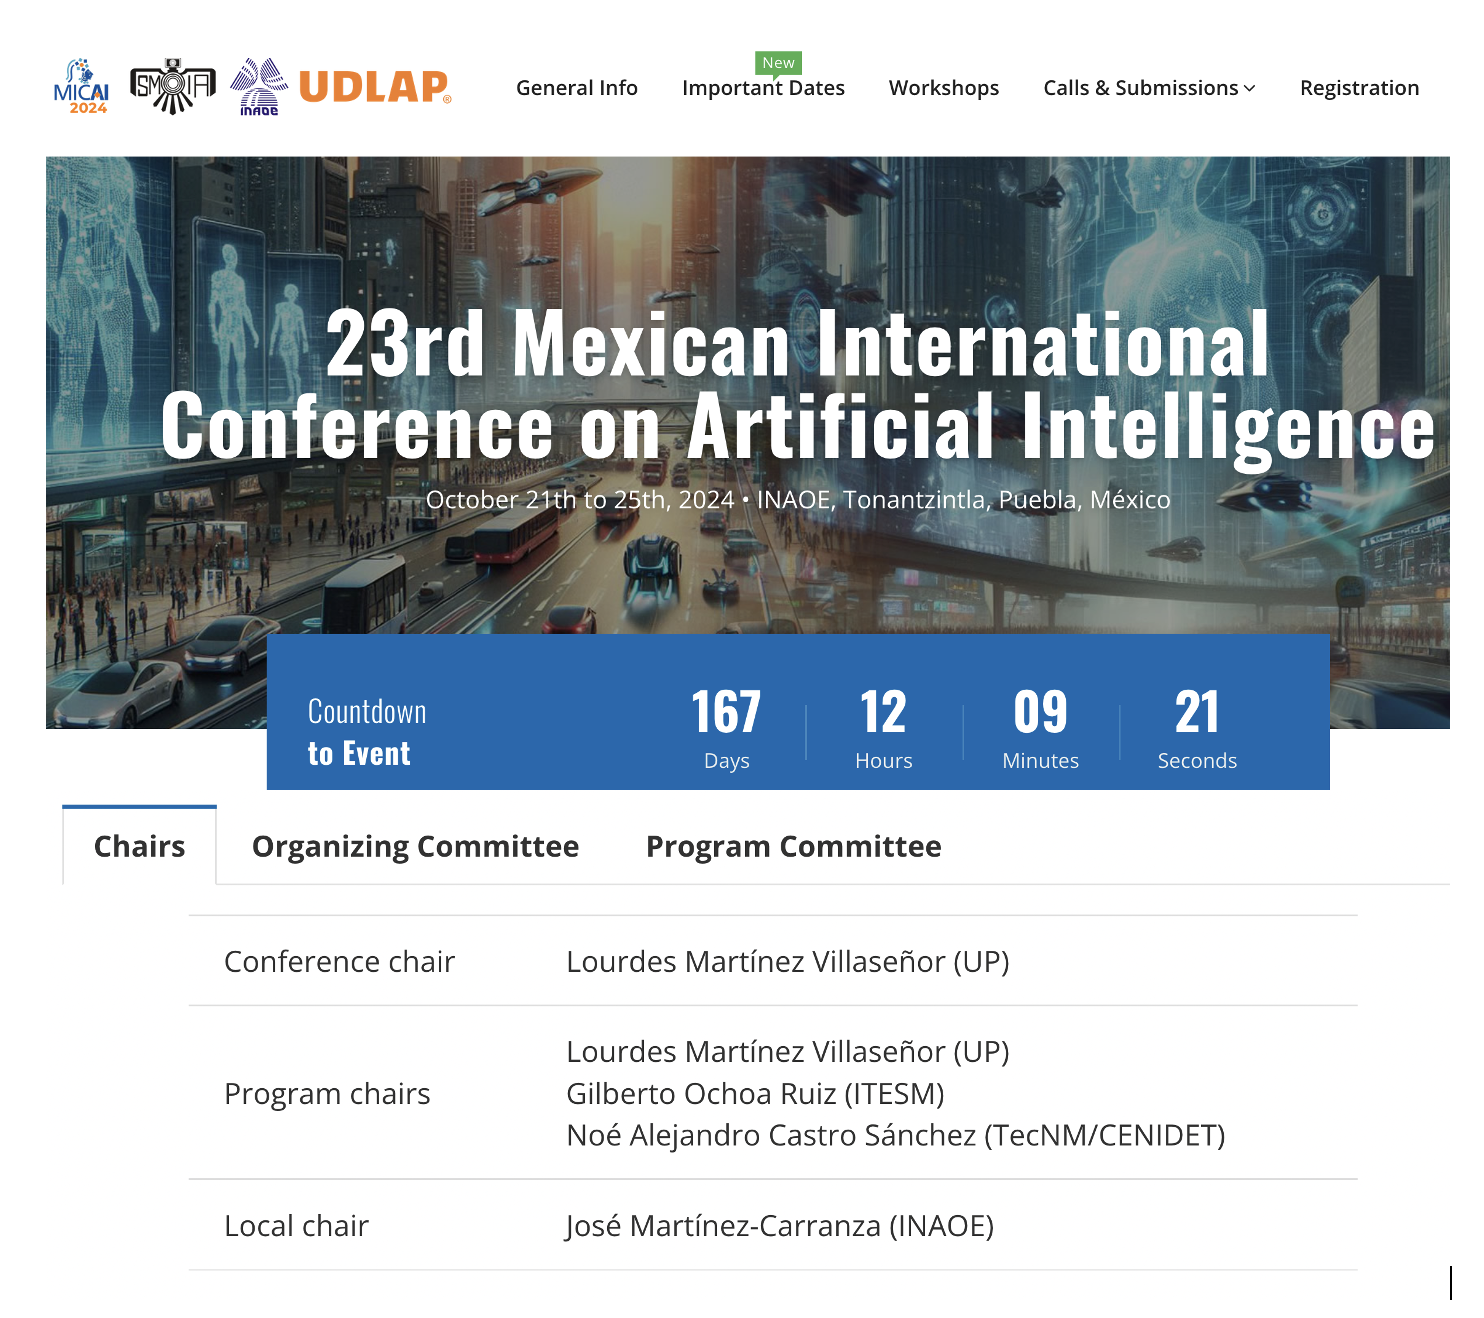 MICAI
2024
SMIA
INAOE
UDLAP®
General Info
New
Important Dates
Workshops
Calls & Submissions
Registration
23rd Mexican International
Conference on Artificial Intelligence
October 21th to 25th, 2024 • INAOE, Tonantzintla, Puebla, México
Countdown
to Event
167
12
09
21
Days
Hours
Minutes
Seconds
Chairs
Organizing Committee
Program Committee
Conference chair
Lourdes Martínez Villaseñor (UP)
Program chairs
Lourdes Martínez Villaseñor (UP)
Gilberto Ochoa Ruiz (ITESM)
Noé Alejandro Castro Sánchez (TecNM/CENIDET)
Local chair
José Martínez-Carranza (INAOE)